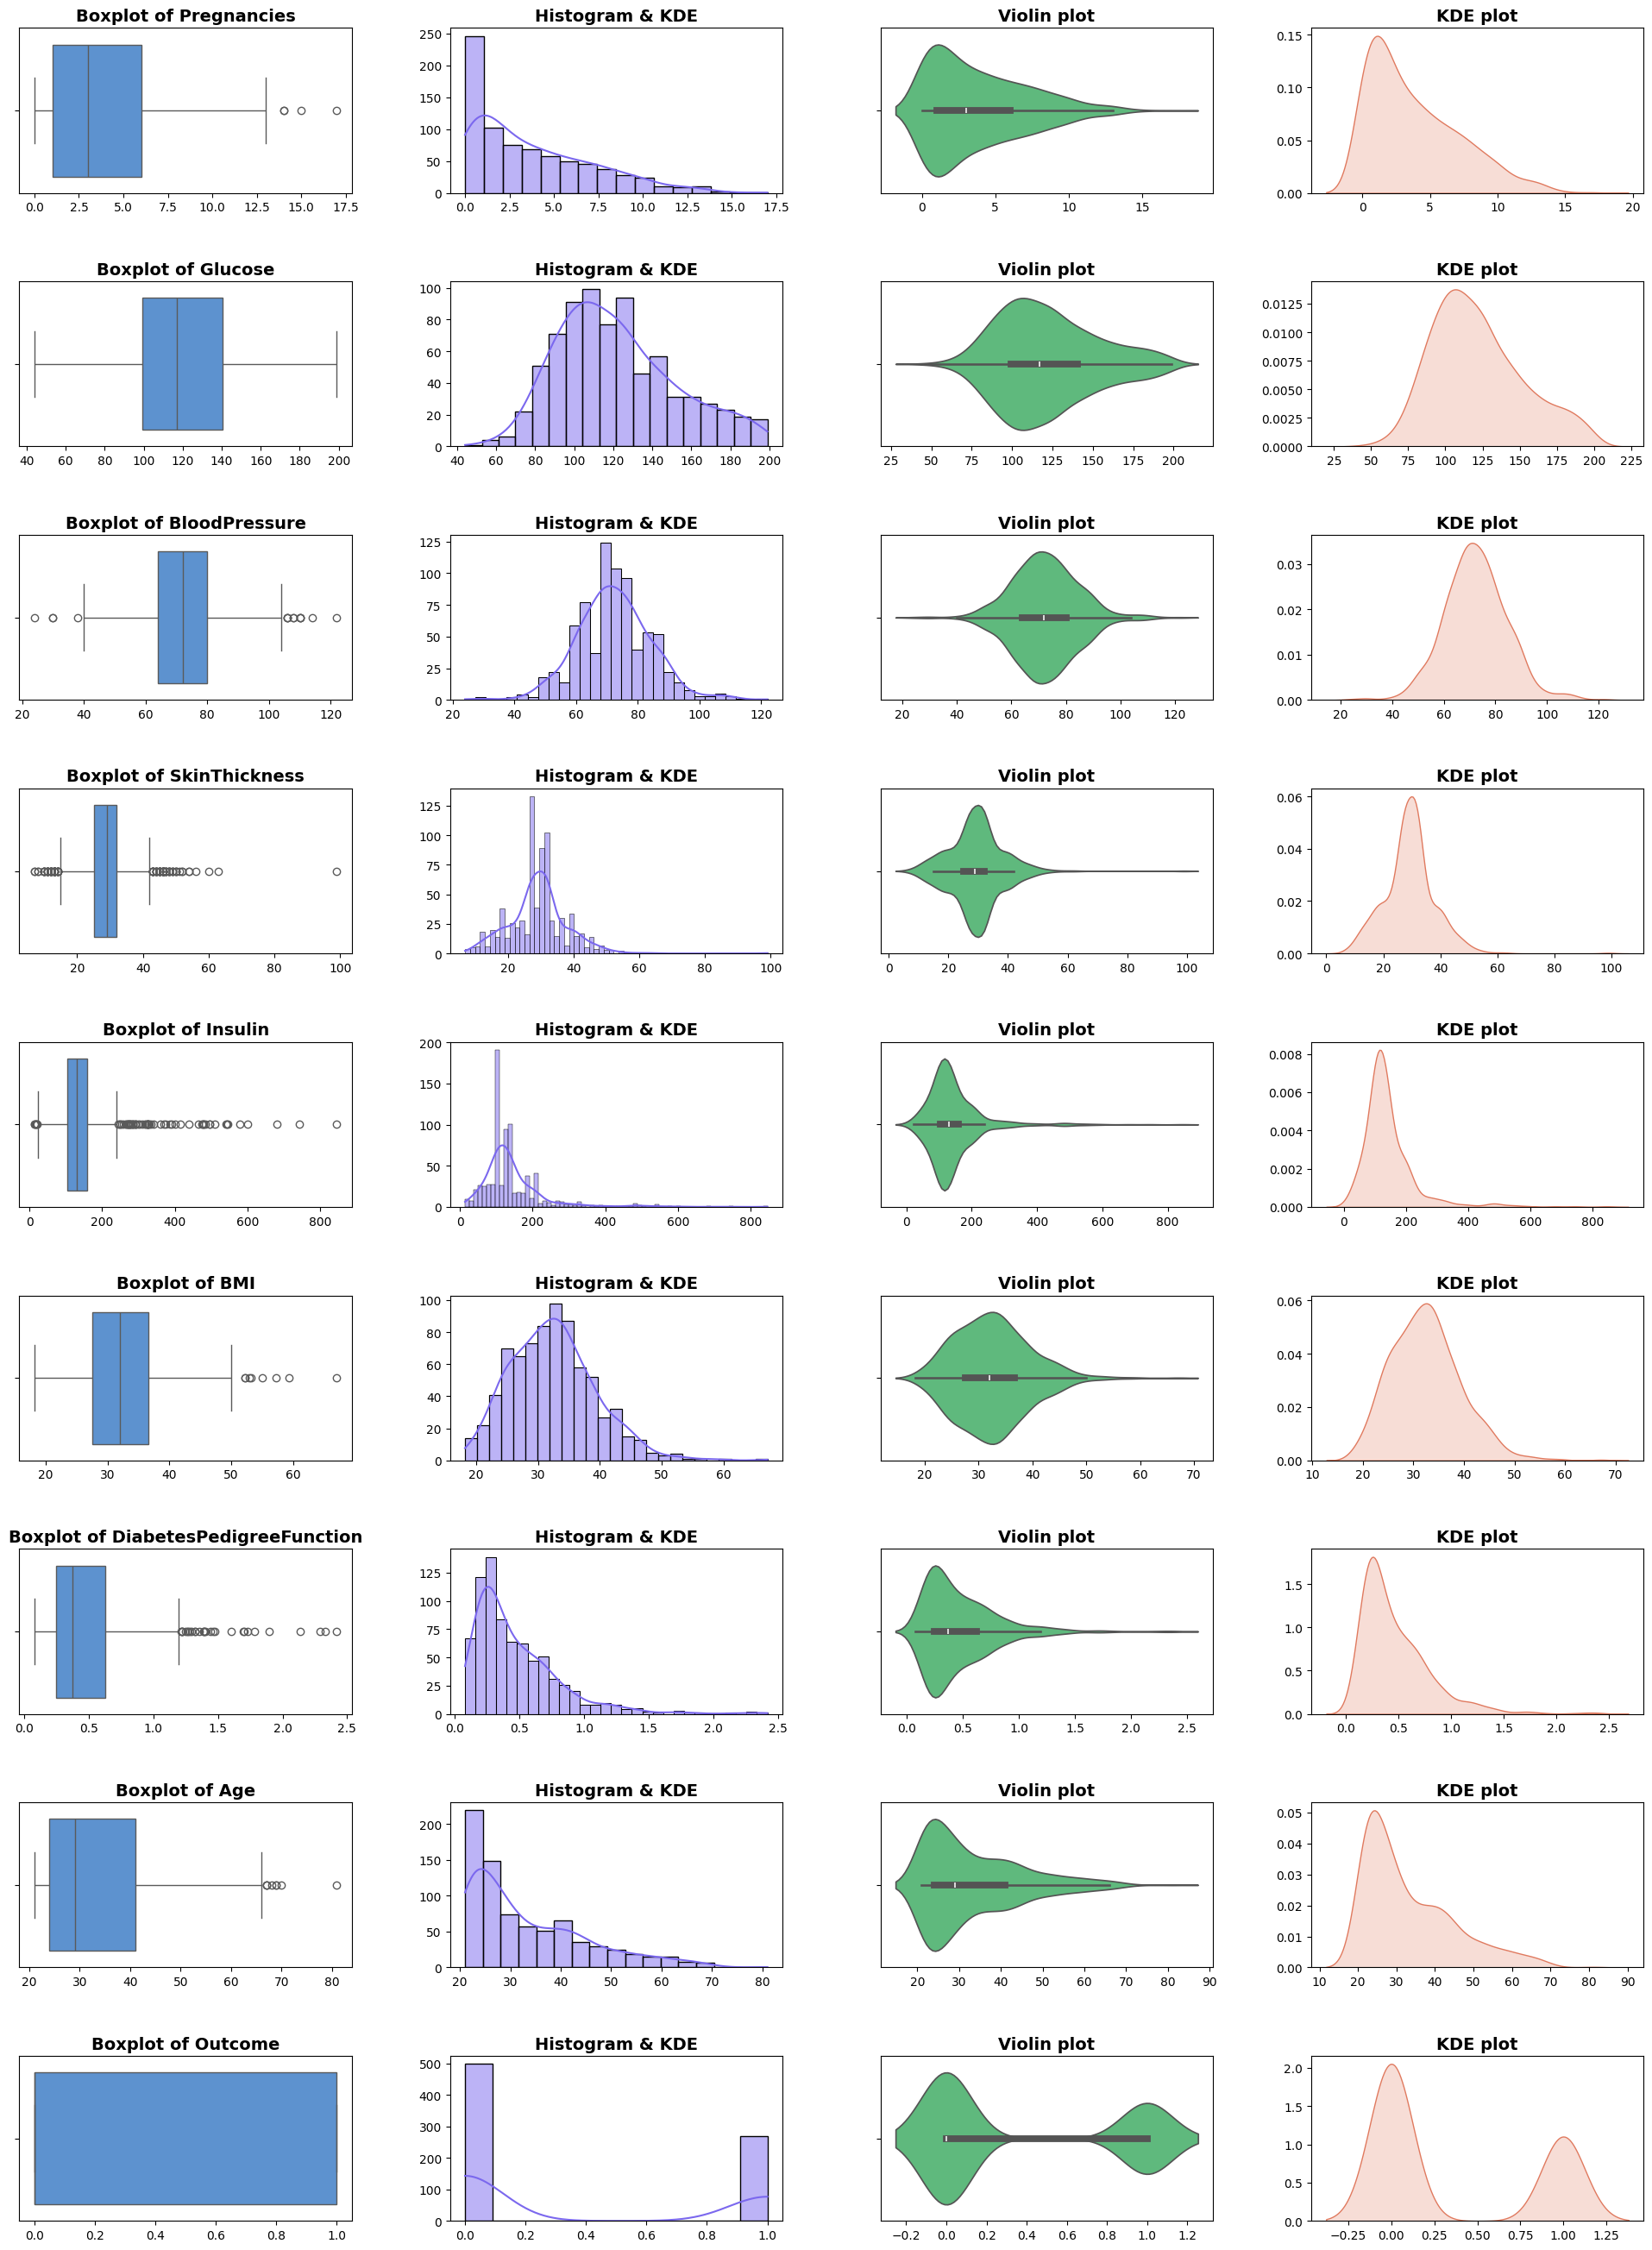 Boxplot of Pregnancies Histogram & KDE Violin plot KDE plot
250
200
150
100
50
0
0.15
0.10
0.05
0.00
0.0 2.5 5.0 7.5 10.0 12.5 15.0 17.5
0.0 2.5 5.0 7.5 10.0 12.5 15.0 17.5
0 5 10 15
0 5 10 15 20
Boxplot of Glucose Histogram & KDE Violin plot KDE plot
100
80
60
40
20
0
0.0125
0.0100
0.0075
0.0050
0.0025
0.0000
40 60 80 100 120 140 160 180 200
40 60 80 100 120 140 160 180 200
25 50 75 100 125 150 175 200
25 50 75 100 125 150 175 200 225
Boxplot of BloodPressure Histogram & KDE Violin plot KDE plot
125
100
75
50
25
0
0.03
0.02
0.01
0.00
20 40 60 80 100 120
20 40 60 80 100 120
20 40 60 80 100 120
20 40 60 80 100 120
Boxplot of SkinThickness Histogram & KDE Violin plot KDE plot
125
100
75
50
25
0
0.06
0.04
0.02
0.00
20 40 60 80 100
20 40 60 80 100
0 20 40 60 80 100
0 20 40 60 80 100
Boxplot of Insulin Histogram & KDE Violin plot KDE plot
200
150
100
50
0
0.008
0.006
0.004
0.002
0.000
0 200 400 600 800
0 200 400 600 800
0 200 400 600 800
0 200 400 600 800
Boxplot of BMI Histogram & KDE Violin plot KDE plot
100
80
60
40
20
0
0.06
0.04
0.02
0.00
20 30 40 50 60
20 30 40 50 60
20 30 40 50 60 70
10 20 30 40 50 60 70
Boxplot of DiabetesPedigreeFunction Histogram & KDE Violin plot KDE plot
125
100
75
50
25
0
1.5
1.0
0.5
0.0
0.0 0.5 1.0 1.5 2.0 2.5
0.0 0.5 1.0 1.5 2.0 2.5
0.0 0.5 1.0 1.5 2.0 2.5
0.0 0.5 1.0 1.5 2.0 2.5
Boxplot of Age Histogram & KDE Violin plot KDE plot
200
150
100
50
0
0.05
0.04
0.03
0.02
0.01
0.00
20 30 40 50 60 70 80
20 30 40 50 60 70 80
20 30 40 50 60 70 80 90
10 20 30 40 50 60 70 80 90
Boxplot of Outcome Histogram & KDE Violin plot KDE plot
500
400
300
200
100
0
2.0
1.5
1.0
0.5
0.0
0.0 0.2 0.4 0.6 0.8 1.0
0.0 0.2 0.4 0.6 0.8 1.0
−0.2 0.0 0.2 0.4 0.6 0.8 1.0 1.2
−0.25 0.00 0.25 0.50 0.75 1.00 1.25